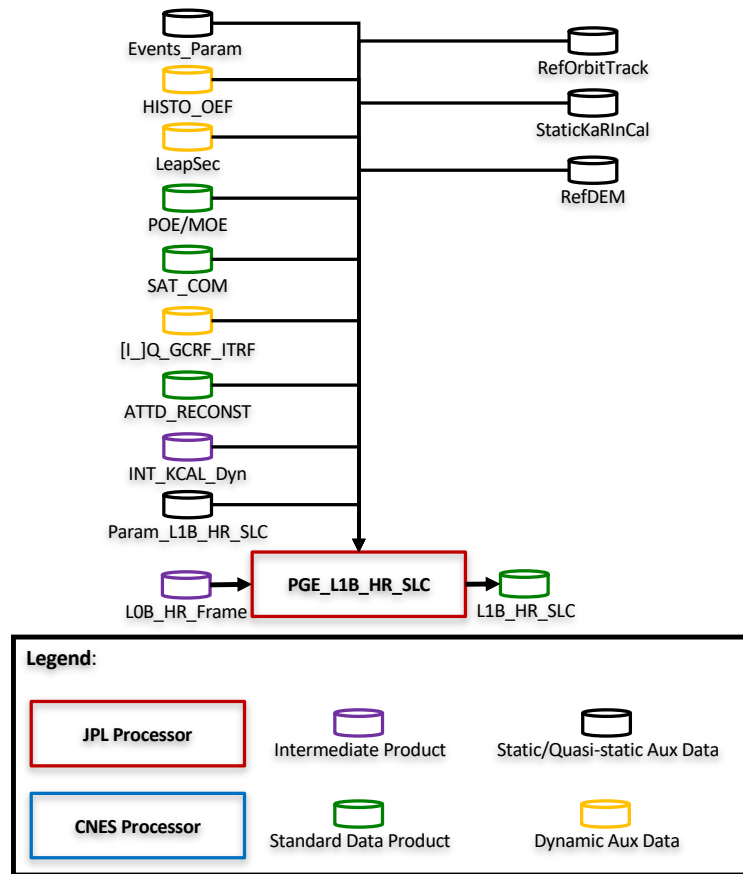 Events_Param
RefOrbitTrack
HISTO_OEF
StaticKaRInCal
LeapSec
RefDEM
POE/MOE
SAT_COM
[I_]Q_GCRF_ITRF
ATTD_RECONST
INT_KCAL_Dyn
Param_L1B_HR_SLC
PGE_L1B_HR_SLC
L0B_HR_Frame
L1B_HR_SLC
Legend:
JPL Processor
Intermediate Product
Static/Quasi-static Aux Data
CNES Processor
Standard Data Product
Dynamic Aux Data